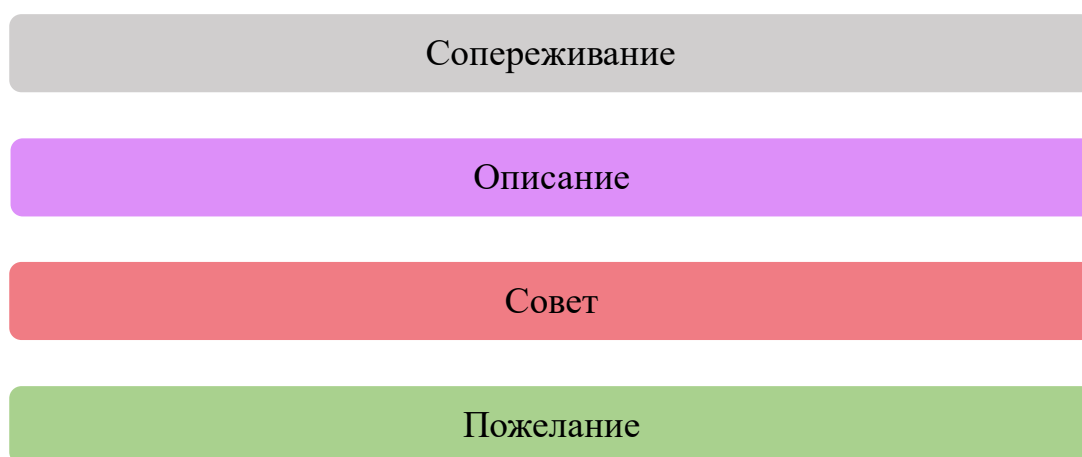 Сопереживание
Описание
Совет
Пожелание